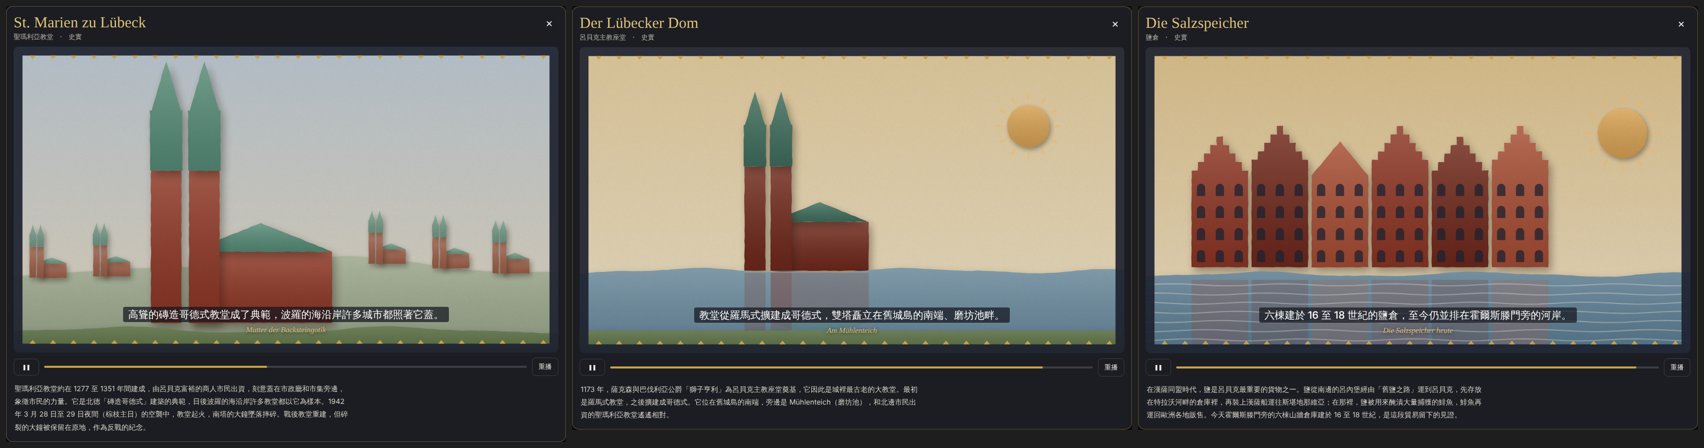 St. Marien zu Lübeck
聖瑪利亞教堂 · 史實
高聳的磚造哥德式教堂成了典範，波羅的海沿岸許多城市都照著它蓋。
Mutter der Backsteingotik
重播
聖瑪利亞教堂約在 1277 至 1351 年間建成，由呂貝克富裕的商人市民出資，刻意蓋在市政廳和市集旁邊，
象徵市民的力量。它是北德「磚造哥德式」建築的典範，日後波羅的海沿岸許多教堂都以它為樣本。1942
年 3 月 28 日至 29 日夜間（棕枝主日）的空襲中，教堂起火，南塔的大鐘墜落摔碎。戰後教堂重建，但碎
裂的大鐘被保留在原地，作為反戰的紀念。
Der Lübecker Dom
呂貝克主教座堂 · 史實
教堂從羅馬式擴建成哥德式，雙塔矗立在舊城島的南端、磨坊池畔。
Am Mühlenteich
重播
1173 年，薩克森與巴伐利亞公爵「獅子亨利」為呂貝克主教座堂奠基，它因此是城裡最古老的大教堂。最初
是羅馬式教堂，之後擴建成哥德式。它位在舊城島的南端，旁邊是 Mühlenteich（磨坊池），和北邊市民出
資的聖瑪利亞教堂遙遙相對。
Die Salzspeicher
鹽倉 · 史實
六棟建於 16 至 18 世紀的鹽倉，至今仍並排在霍爾斯滕門旁的河岸。
Die Salzspeicher heute
重播
在漢薩同盟時代，鹽是呂貝克最重要的貨物之一。鹽從南邊的呂內堡經由「舊鹽之路」運到呂貝克，先存放
在特拉沃河畔的倉庫裡，再裝上漢薩船運往斯堪地那維亞；在那裡，鹽被用來醃漬大量捕獲的鯡魚，鯡魚再
運回歐洲各地販售。今天霍爾斯滕門旁的六棟山牆倉庫建於 16 至 18 世紀，是這段貿易留下的見證。